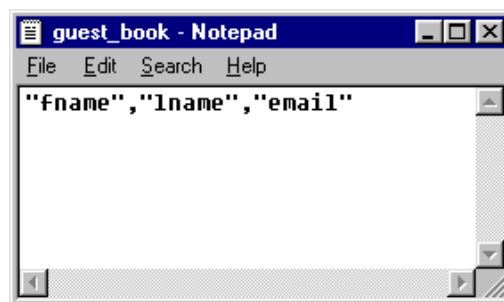 guest_book - Notepad
File Edit Search Help
"fname","lname","email"